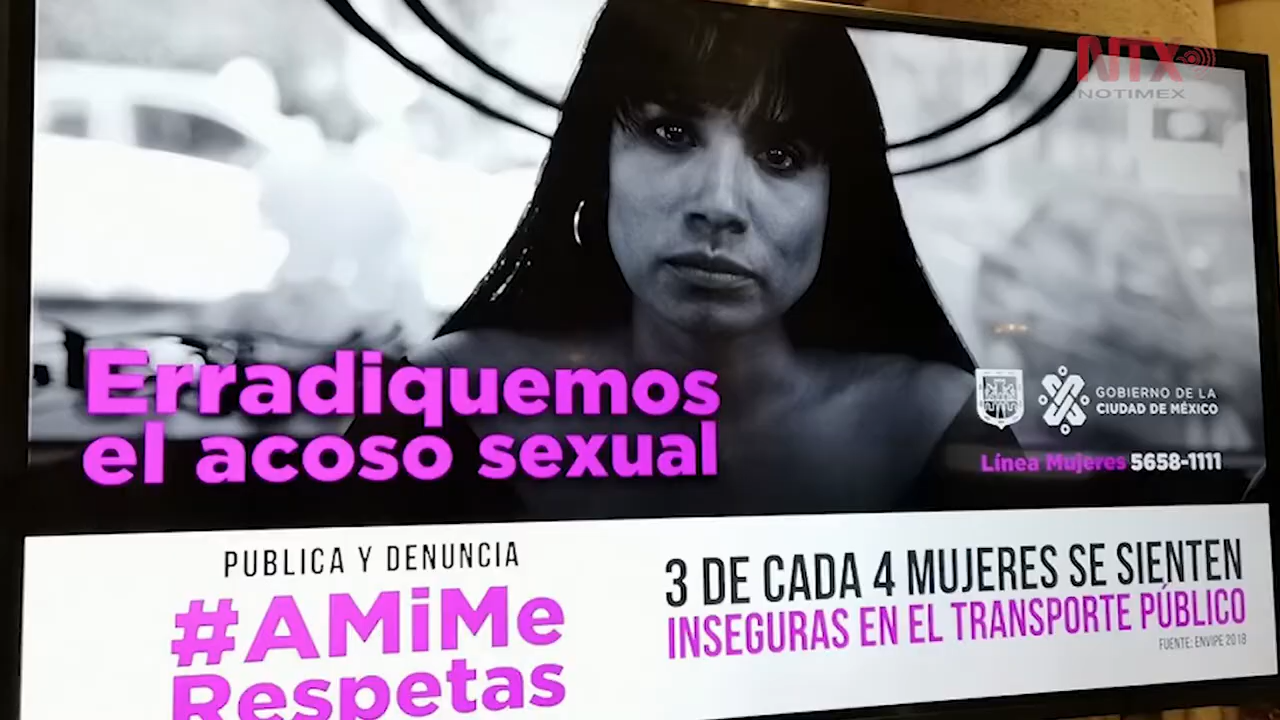 NTX
NOTIMEX
Erradiquemos
el acoso sexual
GOBIERNO DE LA
CIUDAD DE MÉXICO
Línea Mujeres 5658-1111
PUBLICA Y DENUNCIA
#AMiMe
Respetas
3 DE CADA 4 MUJERES SE SIENTEN
INSEGURAS EN EL TRANSPORTE PÚBLICO
FUENTE: ENVIPE 2018